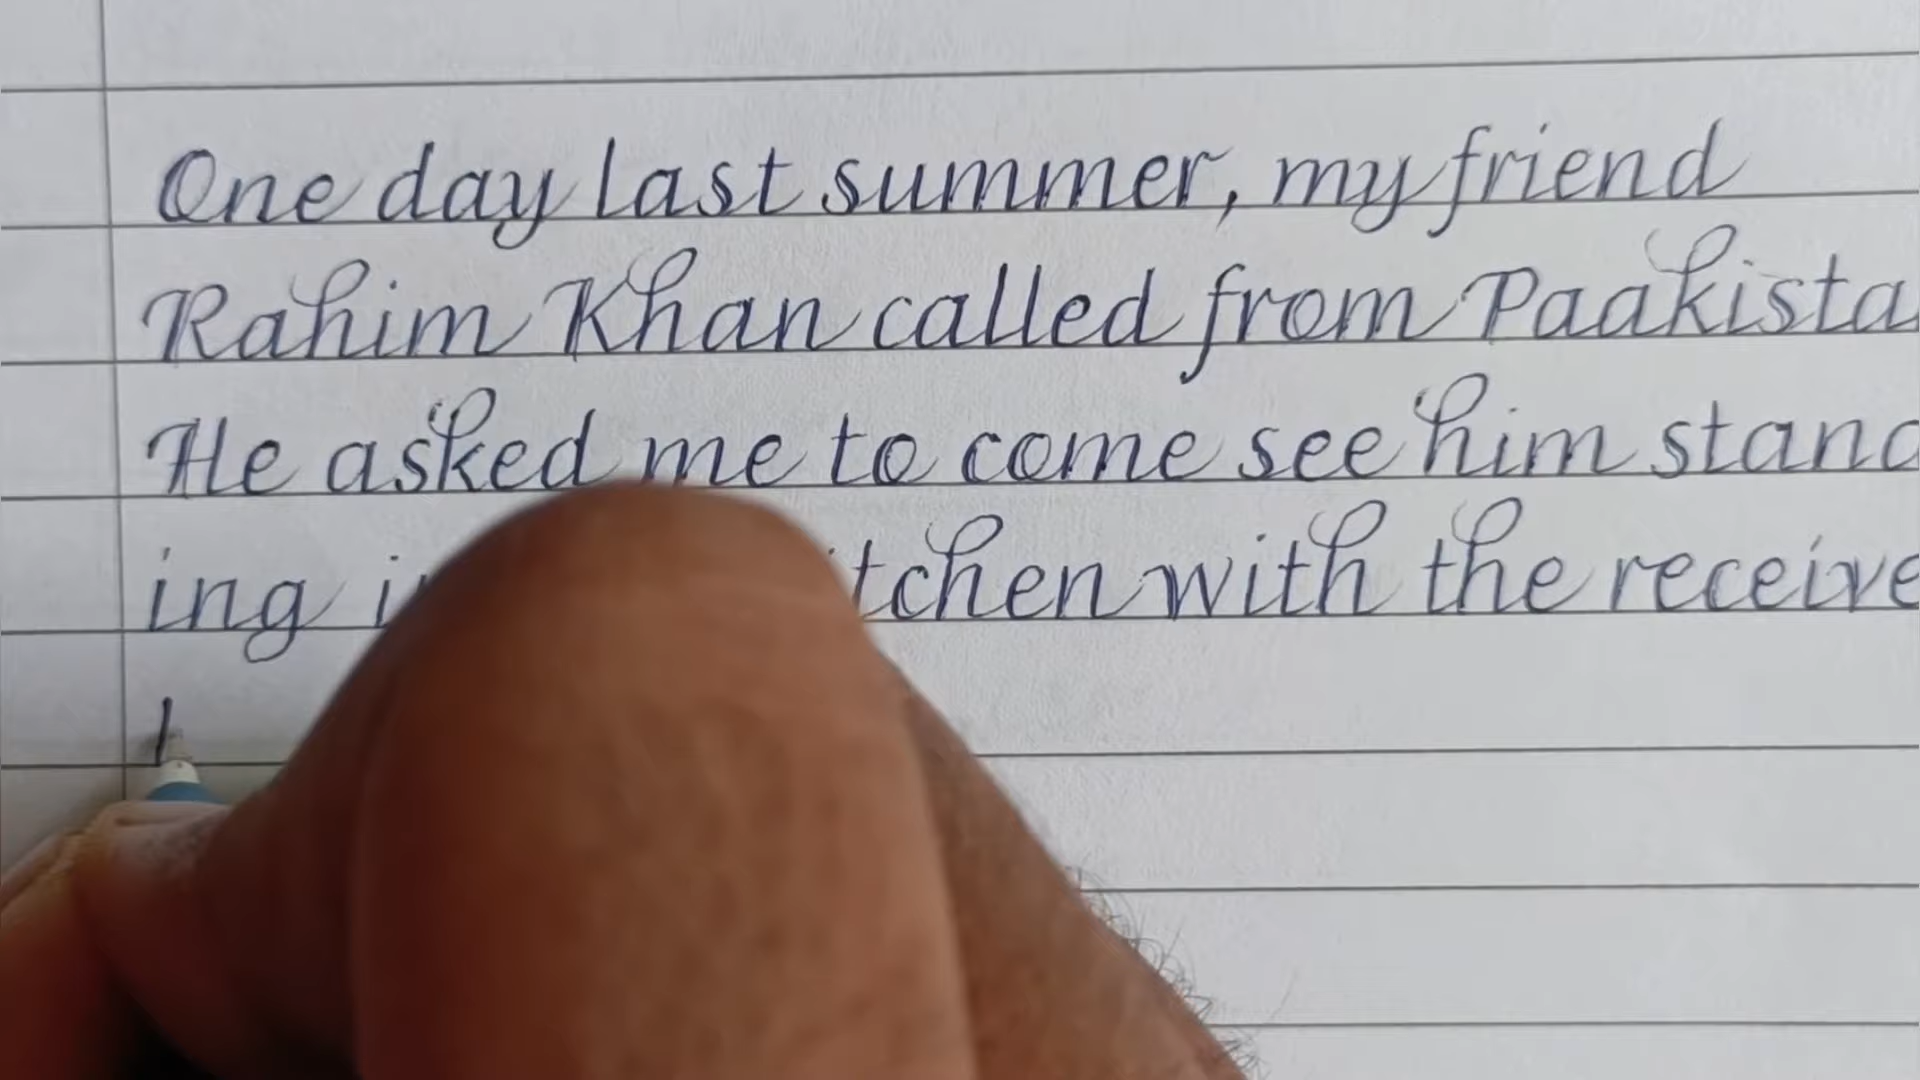 One day last summer, my friend
Rahim Khan called from Paakista
He asked me to come see him stand
ing tchen with the receive